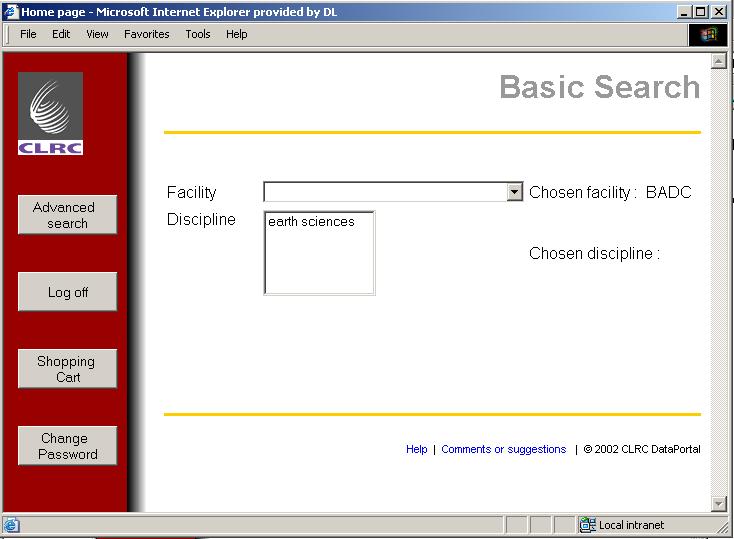 Home page - Microsoft Internet Explorer provided by DL
File Edit View Favorites Tools Help
CLRC
Basic Search
Facility
Chosen facility : BADC
Discipline
earth sciences
Chosen discipline :
Advanced
search
Log off
Shopping
Cart
Change
Password
Help | Comments or suggestions | © 2002 CLRC DataPortal
Local intranet